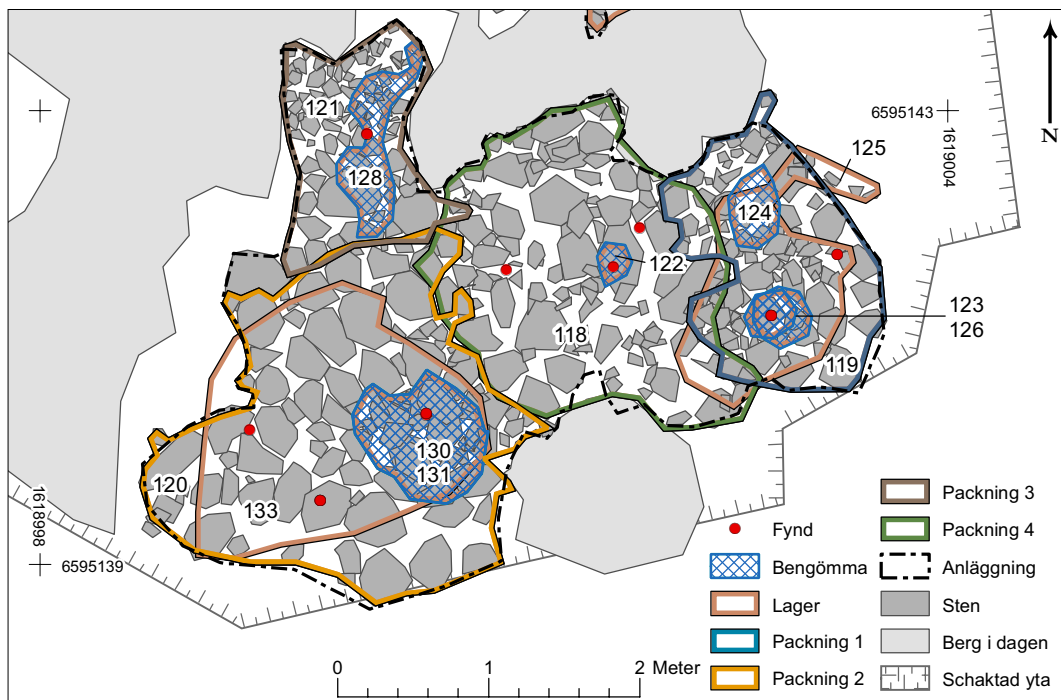 121
128
6595143
1619004
N
125
124
122
118
123
126
119
130
131
120
133
1618998
6595139
0 1 2 Meter
Fynd
Bengömma
Lager
Packning 1
Packning 2
Packning 3
Packning 4
Anläggning
Sten
Berg i dagen
Schaktad yta